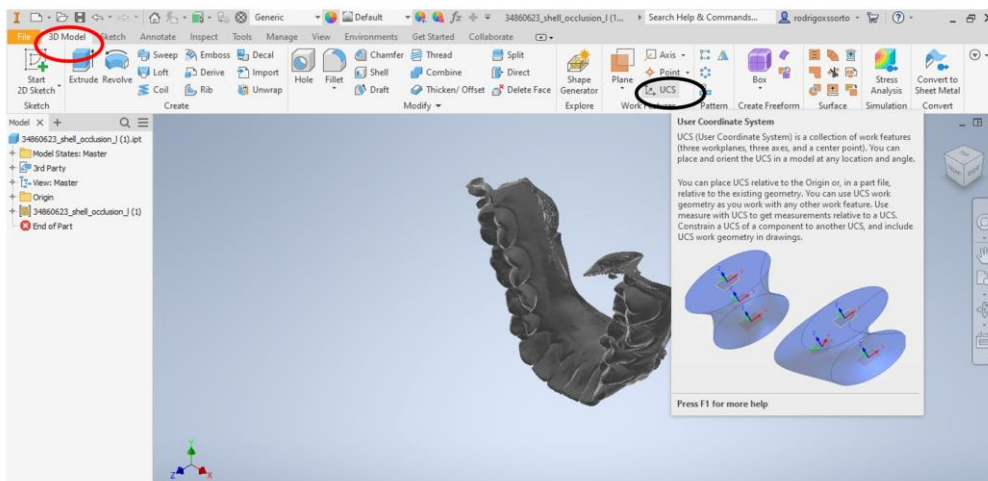 Generic
Default
34860623_shell_occlusion_l (1...
Search Help & Commands...
rodrigoxssorto
File 3D Model Sketch Annotate Inspect Tools Manage View Environments Get Started Collaborate
Start
2D Sketch
Extrude Revolve
Sweep Emboss Decal
Loft Derive Import
Coil Rib Unwrap
Hole Fillet
Chamfer Thread Split
Shell Combine Direct
Draft Thicken/ Offset Delete Face
Shape
Generator
Plane
Axis
Point
UCS
Box
Stress
Analysis
Convert to
Sheet Metal
Sketch Create Modify Explore Work Features Pattern Create Freeform Surface Simulation Convert
Model
34860623_shell_occlusion_l (1).ipt
Model States: Master
3rd Party
View: Master
Origin
34860623_shell_occlusion_l (1)
End of Part
User Coordinate System
UCS (User Coordinate System) is a collection of work features
(three workplanes, three axes, and a center point). You can
place and orient the UCS in a model at any location and angle.
You can place UCS relative to the Origin or, in a part file,
relative to the existing geometry. You can use UCS work
geometry as you work with any other work feature. Use
measure with UCS to get measurements relative to a UCS.
Constrain a UCS of a component to another UCS, and include
UCS work geometry in drawings.
Press F1 for more help
Y
Z X